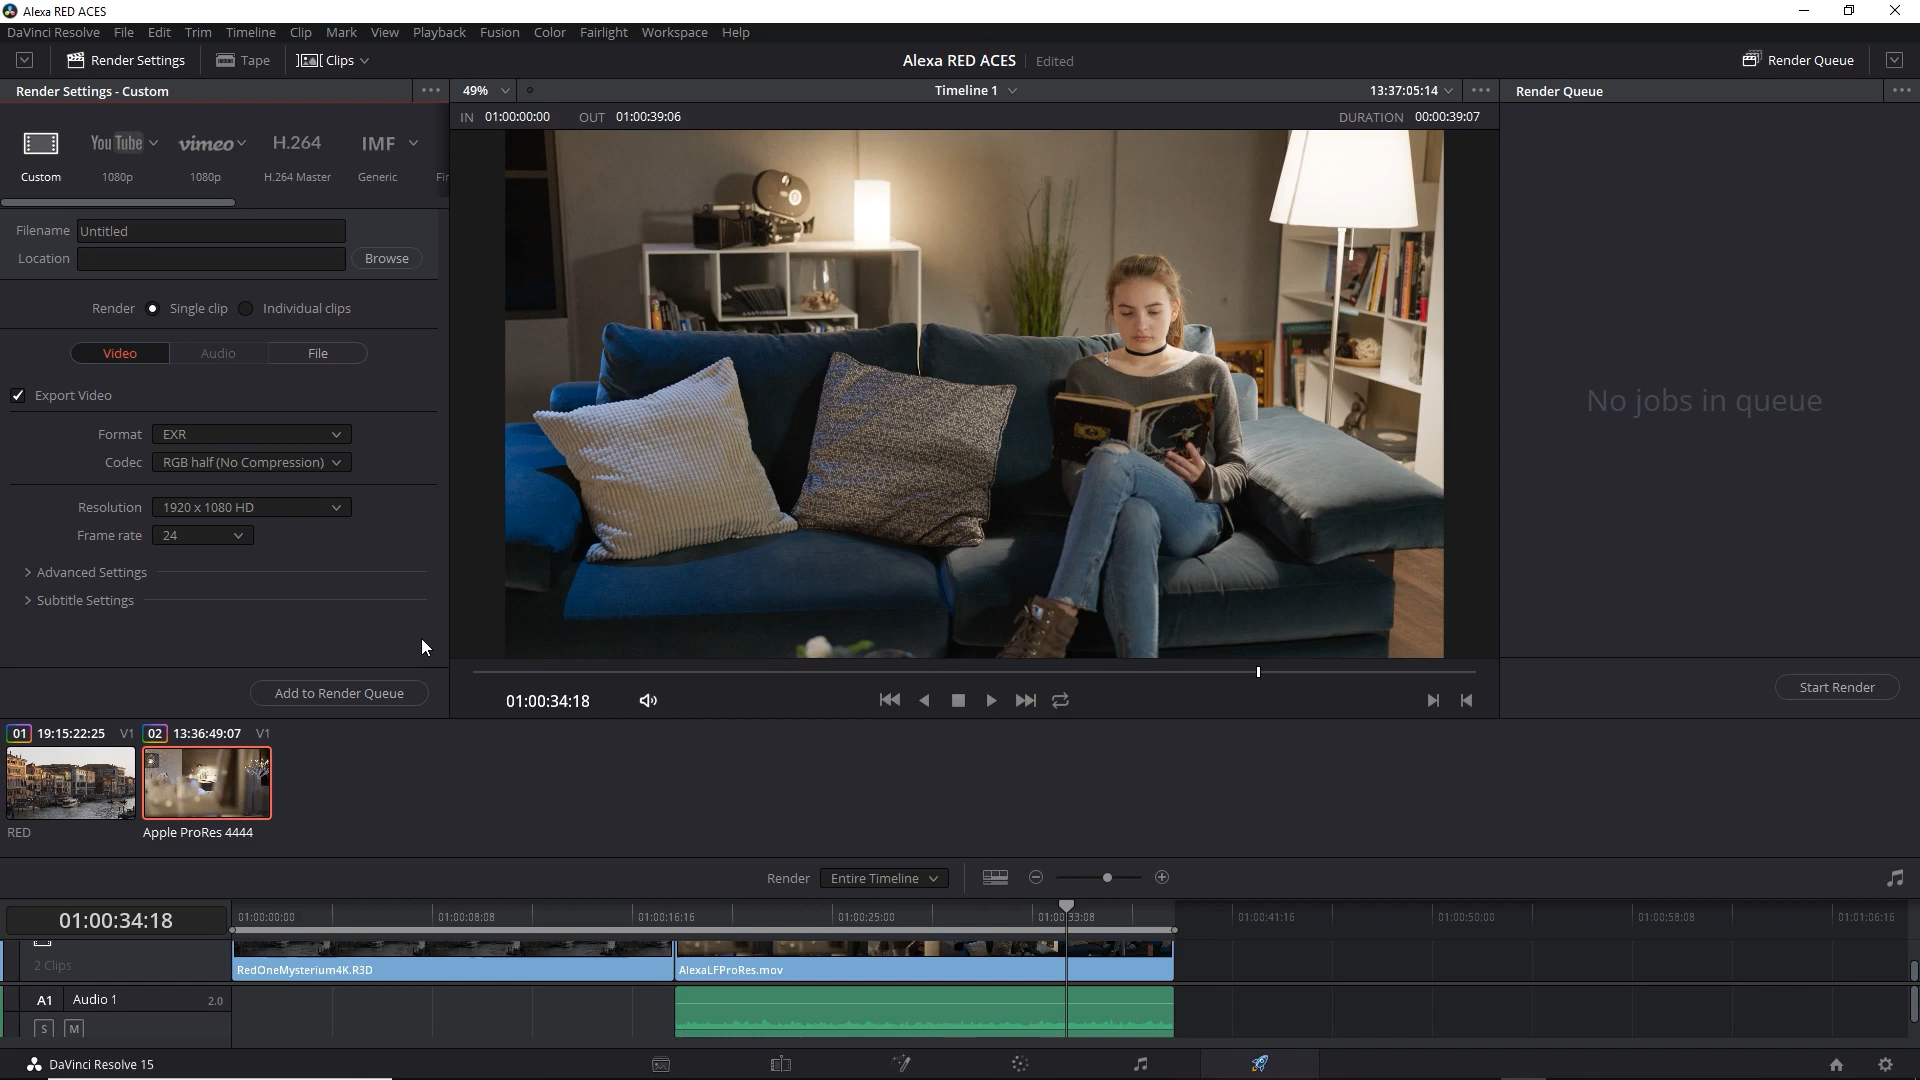 Alexa RED ACES
DaVinci Resolve File Edit Trim Timeline Clip Mark View Playback Fusion Color Fairlight Workspace Help
Render Settings Tape Clips Alexa RED ACES Edited Render Queue
Render Settings - Custom 49% Timeline 1 13:37:05:14 Render Queue
IN 01:00:00:00 OUT 01:00:39:06 DURATION 00:00:39:07
YouTube vimeo H.264 IMF
Custom 1080p 1080p H.264 Master Generic Fir
Filename Untitled
Location Browse
Render Single clip Individual clips
Video Audio File
Export Video
No jobs in queue
Format EXR
Codec RGB half (No Compression)
Resolution 1920 x 1080 HD
Frame rate 24
> Advanced Settings
> Subtitle Settings
Add to Render Queue 01:00:34:18 Start Render
01 19:15:22:25 V1 02 13:36:49:07 V1
RED Apple ProRes 4444
Render Entire Timeline
01:00:34:18 01:00:00:00 01:00:08:08 01:00:16:16 01:00:25:00 01:00:33:08 01:00:41:16 01:00:50:00 01:00:58:08 01:01:06:16
2 Clips RedOneMysterium4K.R3D AlexaLFProRes.mov
A1 Audio 1 2.0
S M
DaVinci Resolve 15